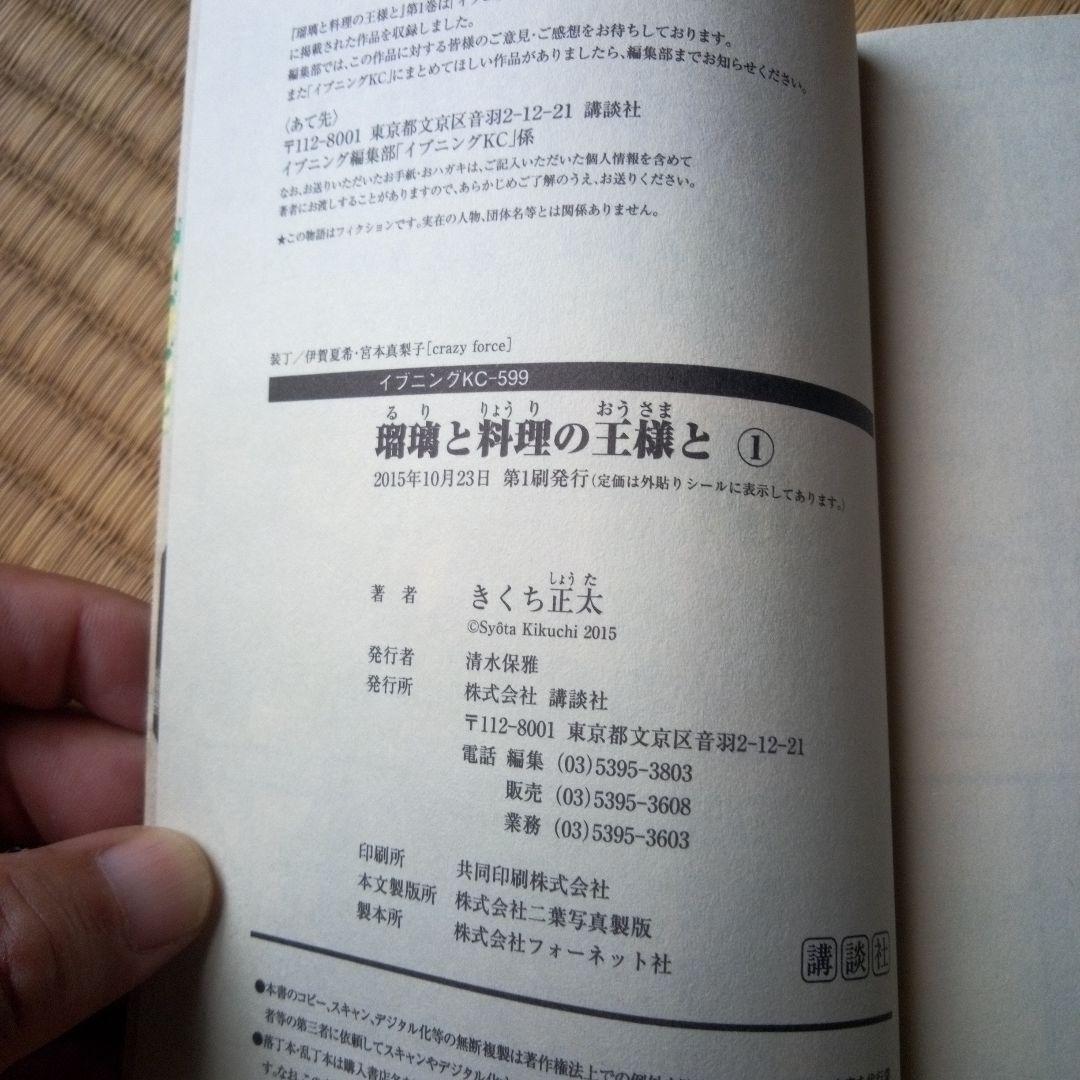 『瑠璃と料理の王様と』第1巻は「イブニン
に掲載された作品を収録しました。
編集部では、この作品に対する皆様のご意見・ご感想をお待ちしております。
また「イブニングKC」にまとめてほしい作品がありましたら、編集部までお知らせください。
〈あて先〉
〒112-8001 東京都文京区音羽2-12-21 講談社
イブニング編集部「イブニングKC」係
なお、お送りいただいたお手紙・おハガキは、ご記入いただいた個人情報を含めて
著者にお渡しすることがありますので、あらかじめご了解のうえ、お送りください。
★この物語はフィクションです。実在の人物、団体名等とは関係ありません。
装丁/伊賀夏希・宮本真梨子[crazy force]
イブニングKC-599
るり りょうり おうさま
瑠璃と料理の王様と ①
2015年10月23日 第1刷発行(定価は外貼りシールに表示してあります。)
しょうた
著者 きくち正太
©Syôta Kikuchi 2015
発行者 清水保雅
発行所 株式会社 講談社
〒112-8001 東京都文京区音羽2-12-21
電話 編集 (03)5395-3803
販売 (03)5395-3608
業務 (03)5395-3603
印刷所 共同印刷株式会社
本文製版所 株式会社二葉写真製版
製本所 株式会社フォーネット社
講談社
●本書のコピー、スキャン、デジタル化等の無断複製は著作権法上での例外
者等の第三者に依頼してスキャンやデジタル化
●落丁本・乱丁本は購入書店名